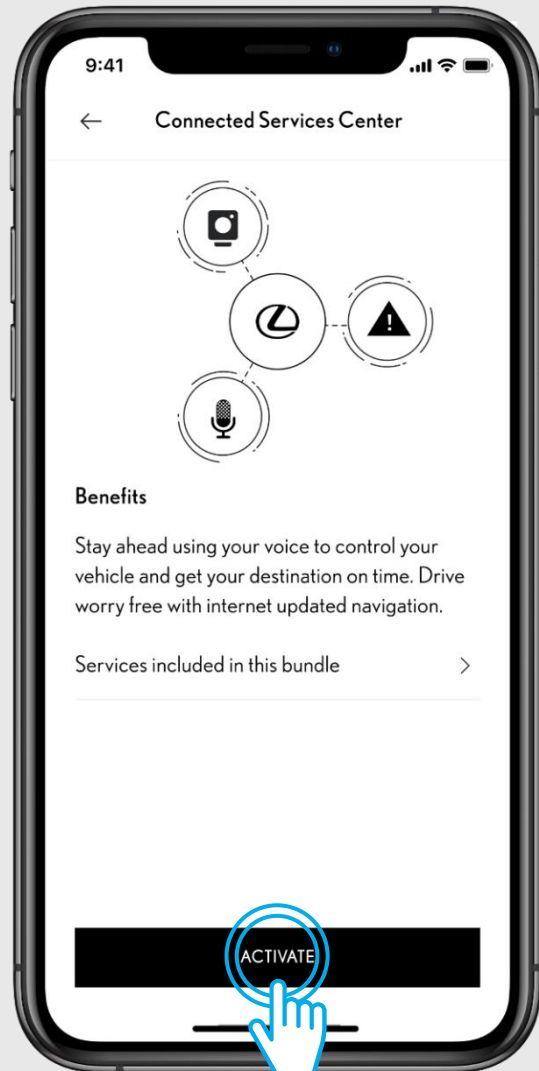 9:41
Connected Services Center
Benefits
Stay ahead using your voice to control your
vehicle and get your destination on time. Drive
worry free with internet updated navigation.
Services included in this bundle
ACTIVATE